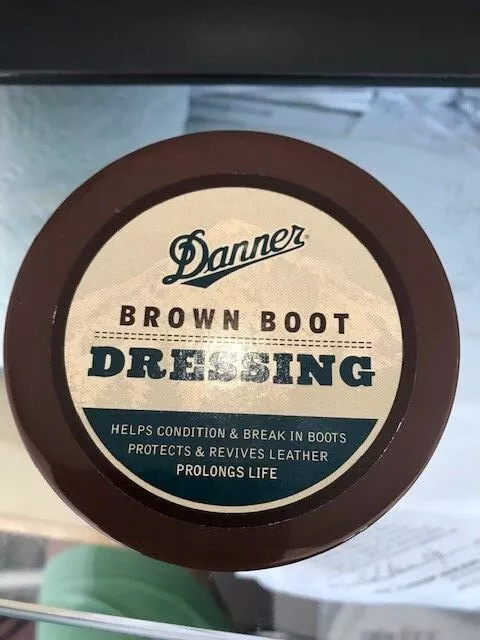 Danner
BROWN BOOT
DRESSING
HELPS CONDITION & BREAK IN BOOTS
PROTECTS & REVIVES LEATHER
PROLONGS LIFE